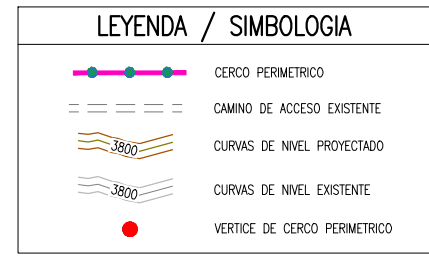 LEYENDA / SIMBOLOGIA
CERCO PERIMETRICO
CAMINO DE ACCESO EXISTENTE
3800
CURVAS DE NIVEL PROYECTADO
3800
CURVAS DE NIVEL EXISTENTE
VERTICE DE CERCO PERIMETRICO